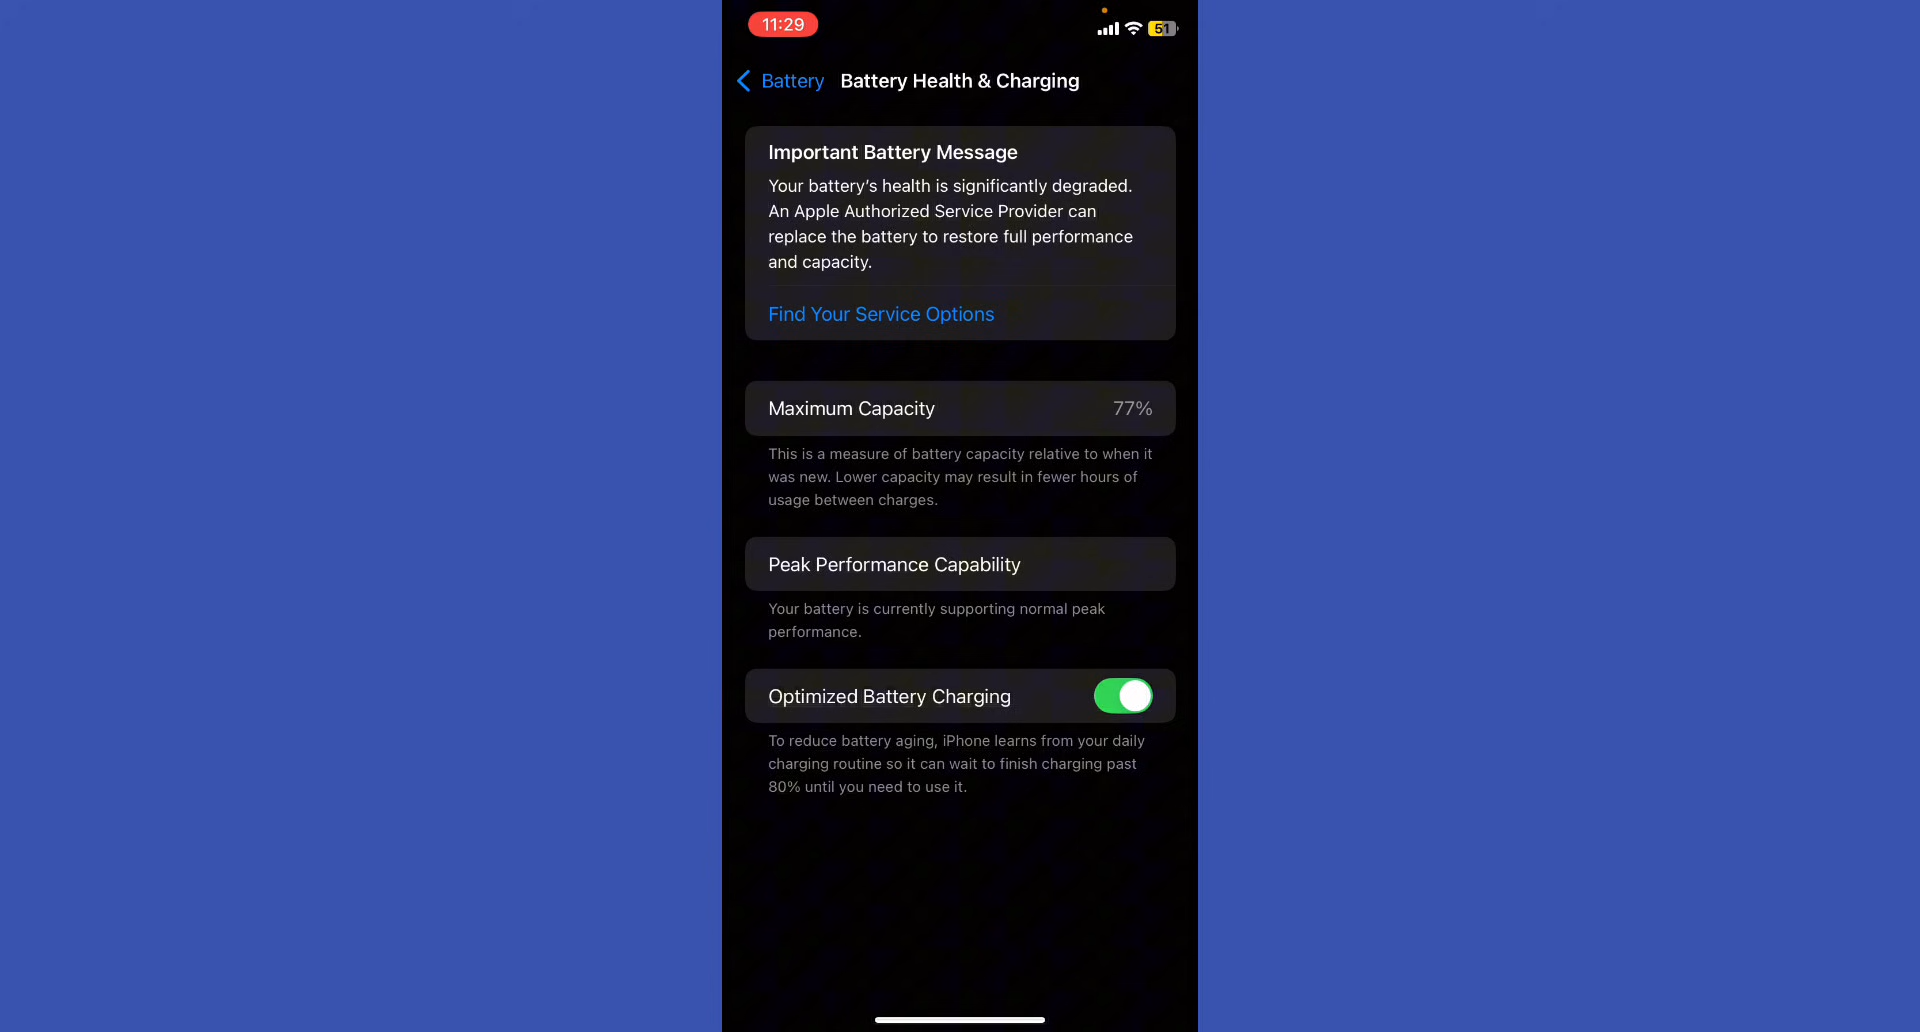 11:29
51
Battery Battery Health & Charging
Important Battery Message
Your battery's health is significantly degraded.
An Apple Authorized Service Provider can
replace the battery to restore full performance
and capacity.
Find Your Service Options
Maximum Capacity 77%
This is a measure of battery capacity relative to when it
was new. Lower capacity may result in fewer hours of
usage between charges.
Peak Performance Capability
Your battery is currently supporting normal peak
performance.
Optimized Battery Charging
To reduce battery aging, iPhone learns from your daily
charging routine so it can wait to finish charging past
80% until you need to use it.